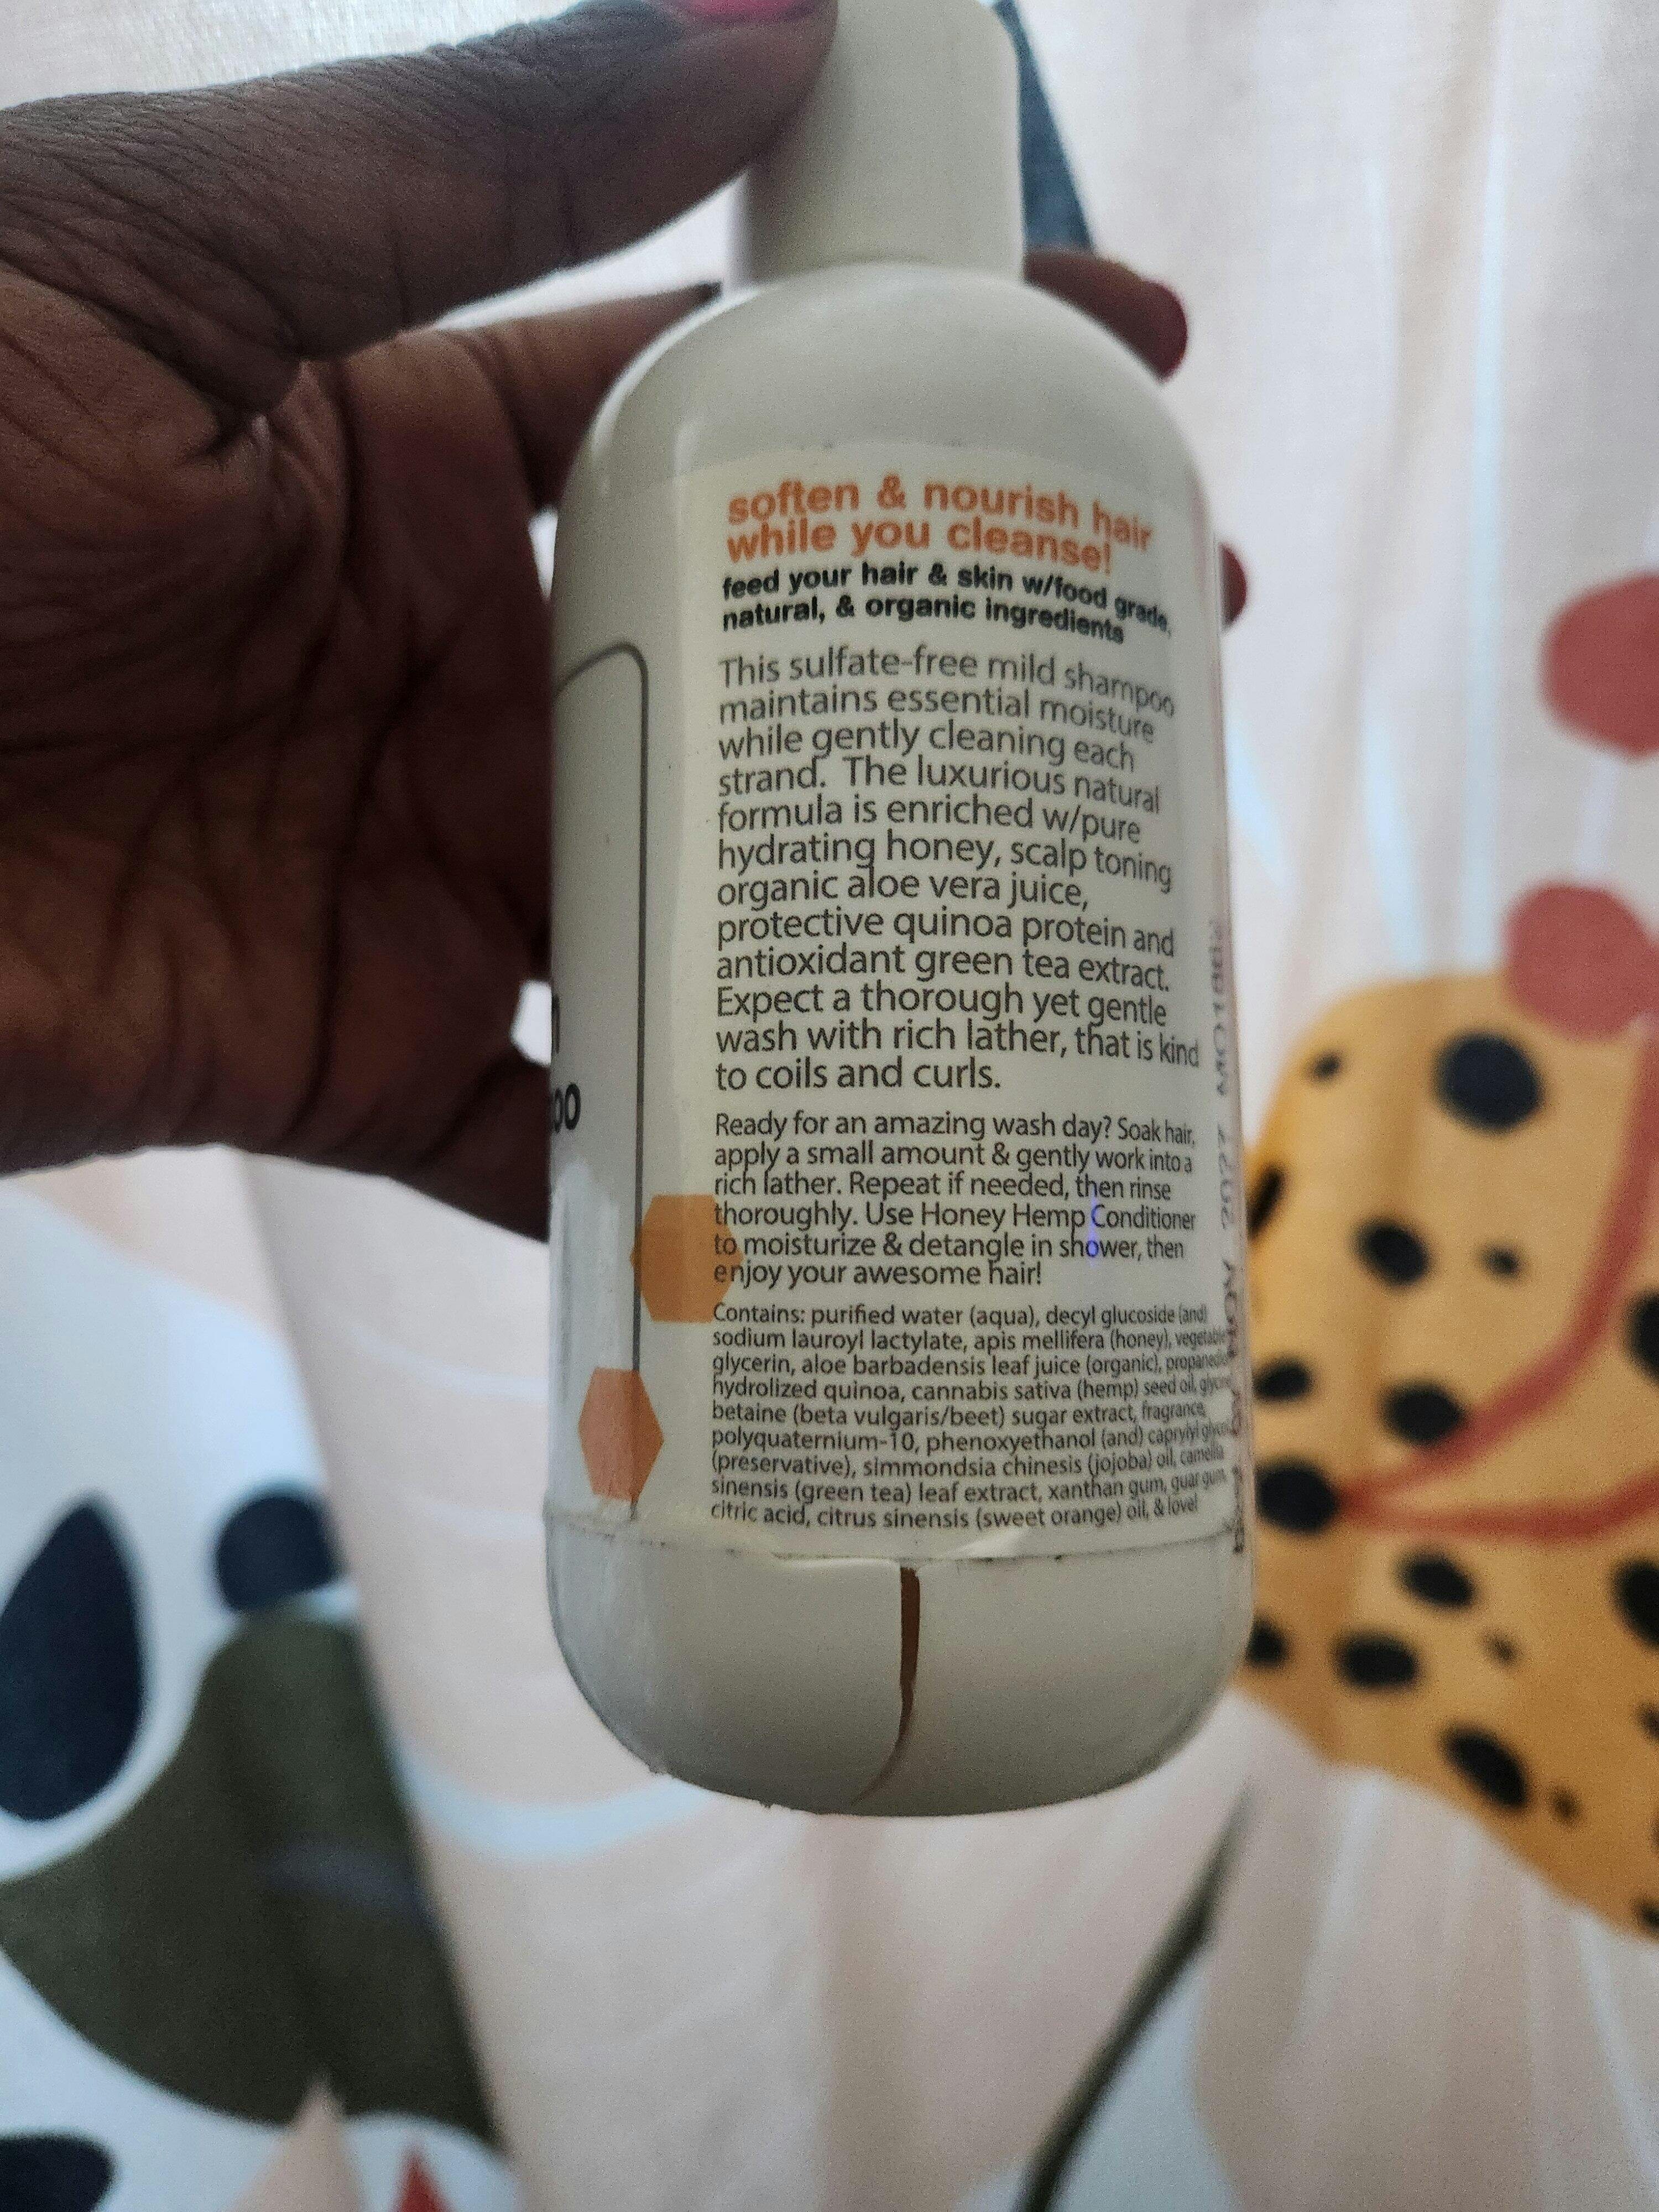 soften & nourish hair
while you cleanse!
feed your hair & skin w/food grade,
natural, & organic ingredients
This sulfate-free mild shampoo
maintains essential moisture
while gently cleaning each
strand. The luxurious natural
formula is enriched w/pure
hydrating honey, scalp toning
organic aloe vera juice,
protective quinoa protein and
antioxidant green tea extract.
Expect a thorough yet gentle
wash with rich lather, that is kind
to coils and curls.
Ready for an amazing wash day? Soak hair,
apply a small amount & gently work into a
rich lather. Repeat if needed, then rinse
thoroughly. Use Honey Hemp Conditioner
to moisturize & detangle in shower, then
enjoy your awesome hair!
Contains: purified water (aqua), decyl glucoside (and)
sodium lauroyl lactylate, apis mellifera (honey), vegetable
glycerin, aloe barbadensis leaf juice (organic),
hydrolized quinoa, cannabis sativa (hemp) seed oil,
betaine (beta vulgaris/beet) sugar extract, fragrance,
polyquaternium-10, phenoxyethanol (and) caprylyl
(preservative), simmondsia chinesis (jojoba) oil, camellia
sinensis (green tea) leaf extract, xanthan gum, guar gum,
citric acid, citrus sinensis (sweet orange) oil, & love!